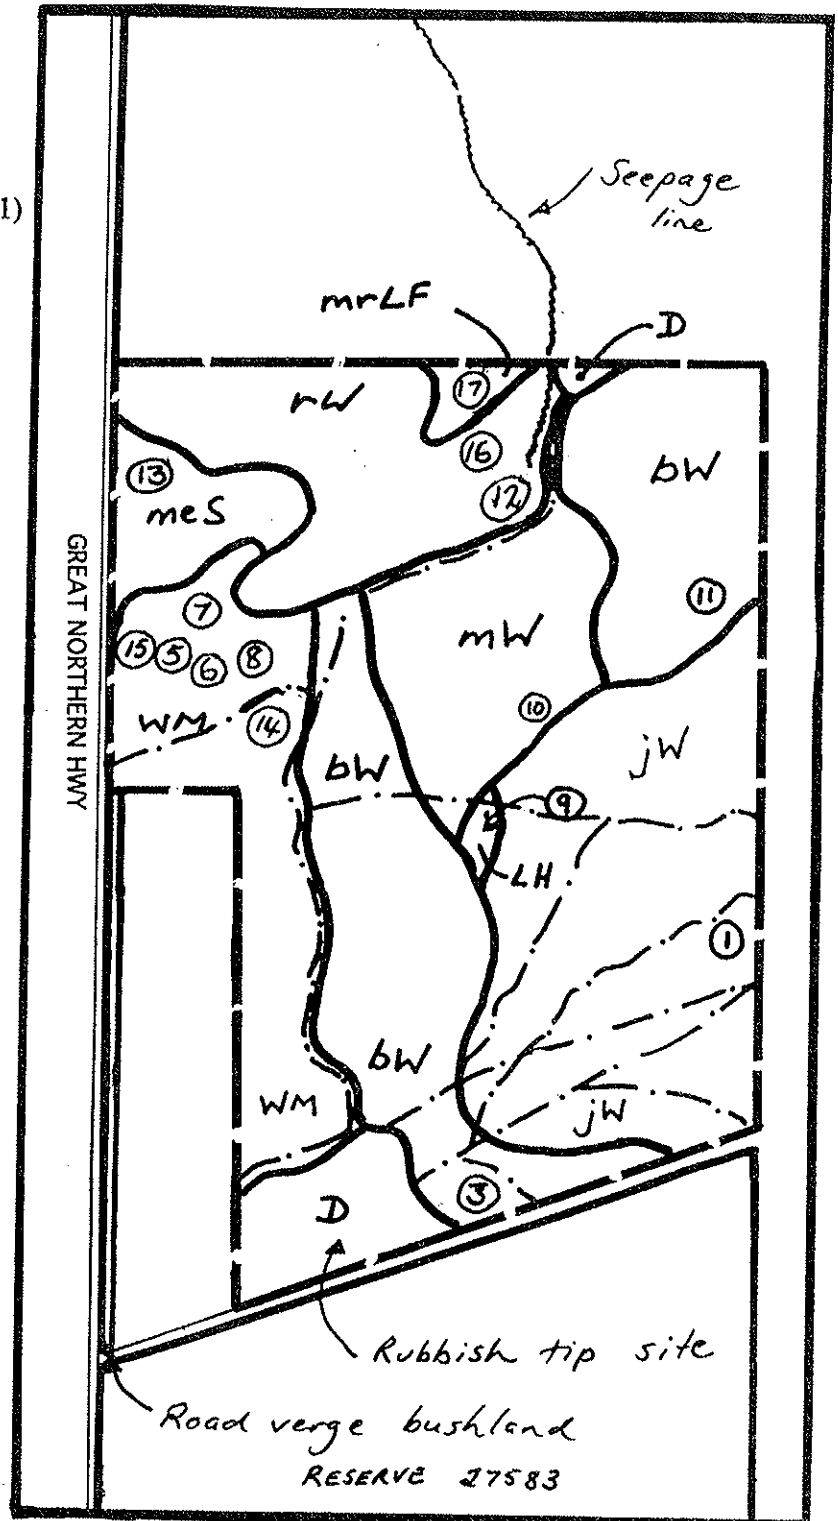 1)
Seepage
line
mrLF
D
17
rW
16
bW
13
12
meS
11
7
mW
15
5
6
8
10
WM
14
jW
bW
9
D
LH
1
GREAT NORTHERN HWY
bW
WM
jW
3
D
Rubbish tip site
Road verge bushland
RESERVE 27583